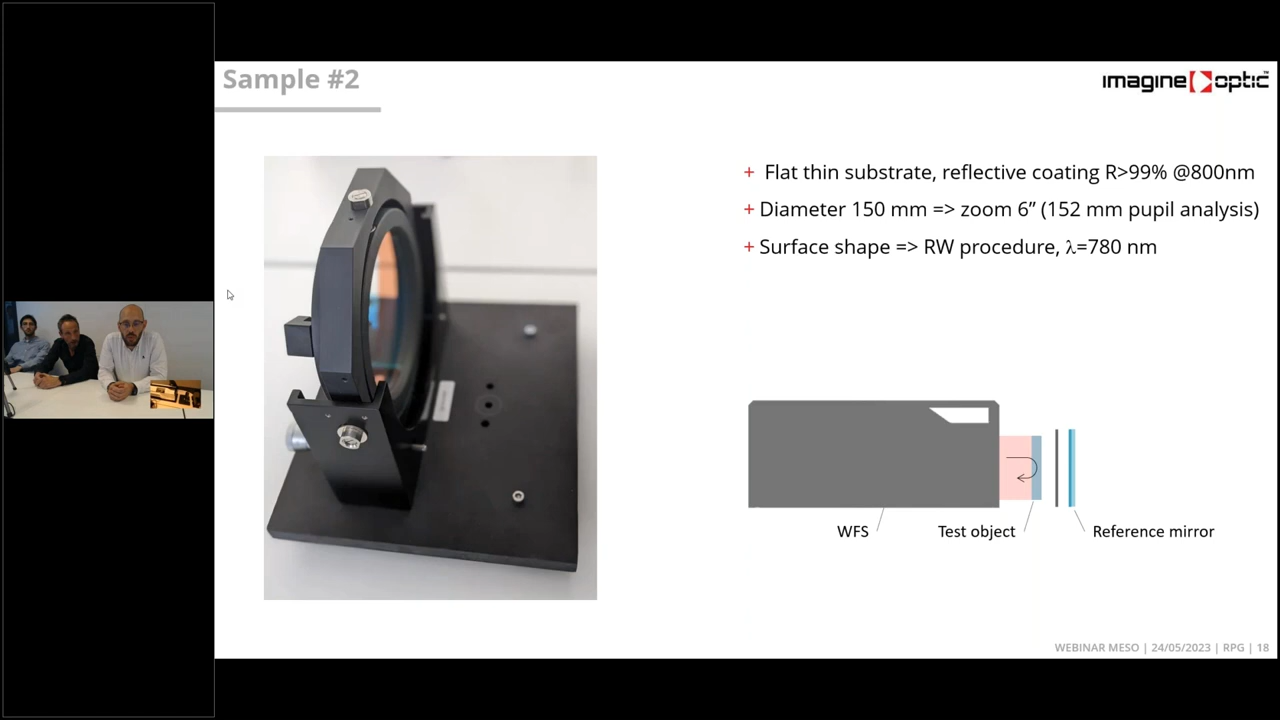 Sample #2
imagine optic™
+ Flat thin substrate, reflective coating R>99% @800nm
+ Diameter 150 mm => zoom 6” (152 mm pupil analysis)
+ Surface shape => RW procedure, λ=780 nm
WFS
Test object
Reference mirror
WEBINAR MESO | 24/05/2023 | RPG | 18